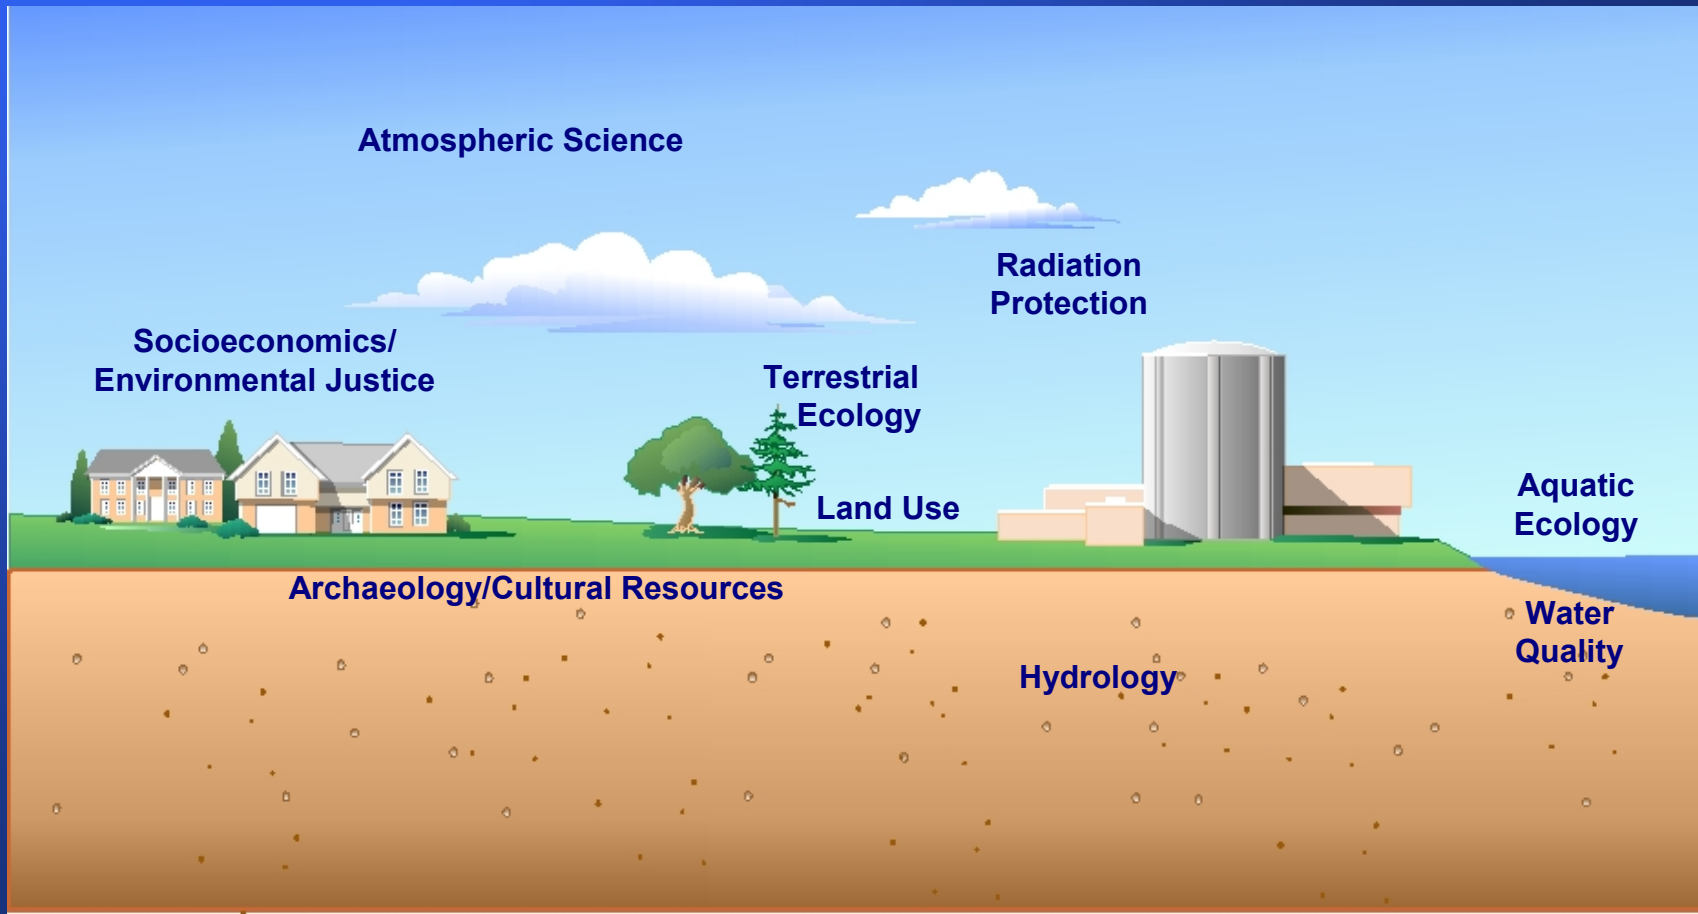 Atmospheric Science
Radiation
Protection
Socioeconomics/
Environmental Justice
Terrestrial
Ecology
Land Use
Aquatic
Ecology
Archaeology/Cultural Resources
Water
Quality
Hydrology